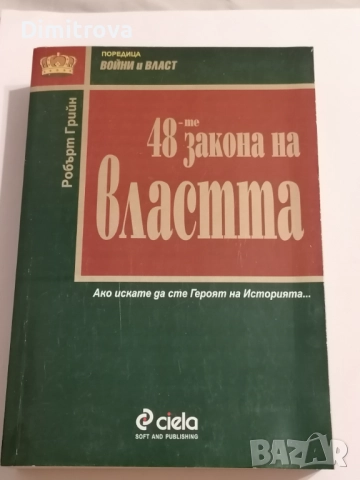 Dimitrova
ПОРЕДИЦА
ВОЙНИ и ВЛАСТ
Робърт Грийн
48-те
закона на
властта
Ако искате да сте Героят на Историята...
ciela
SOFT AND PUBLISHING
BAZAR
bg